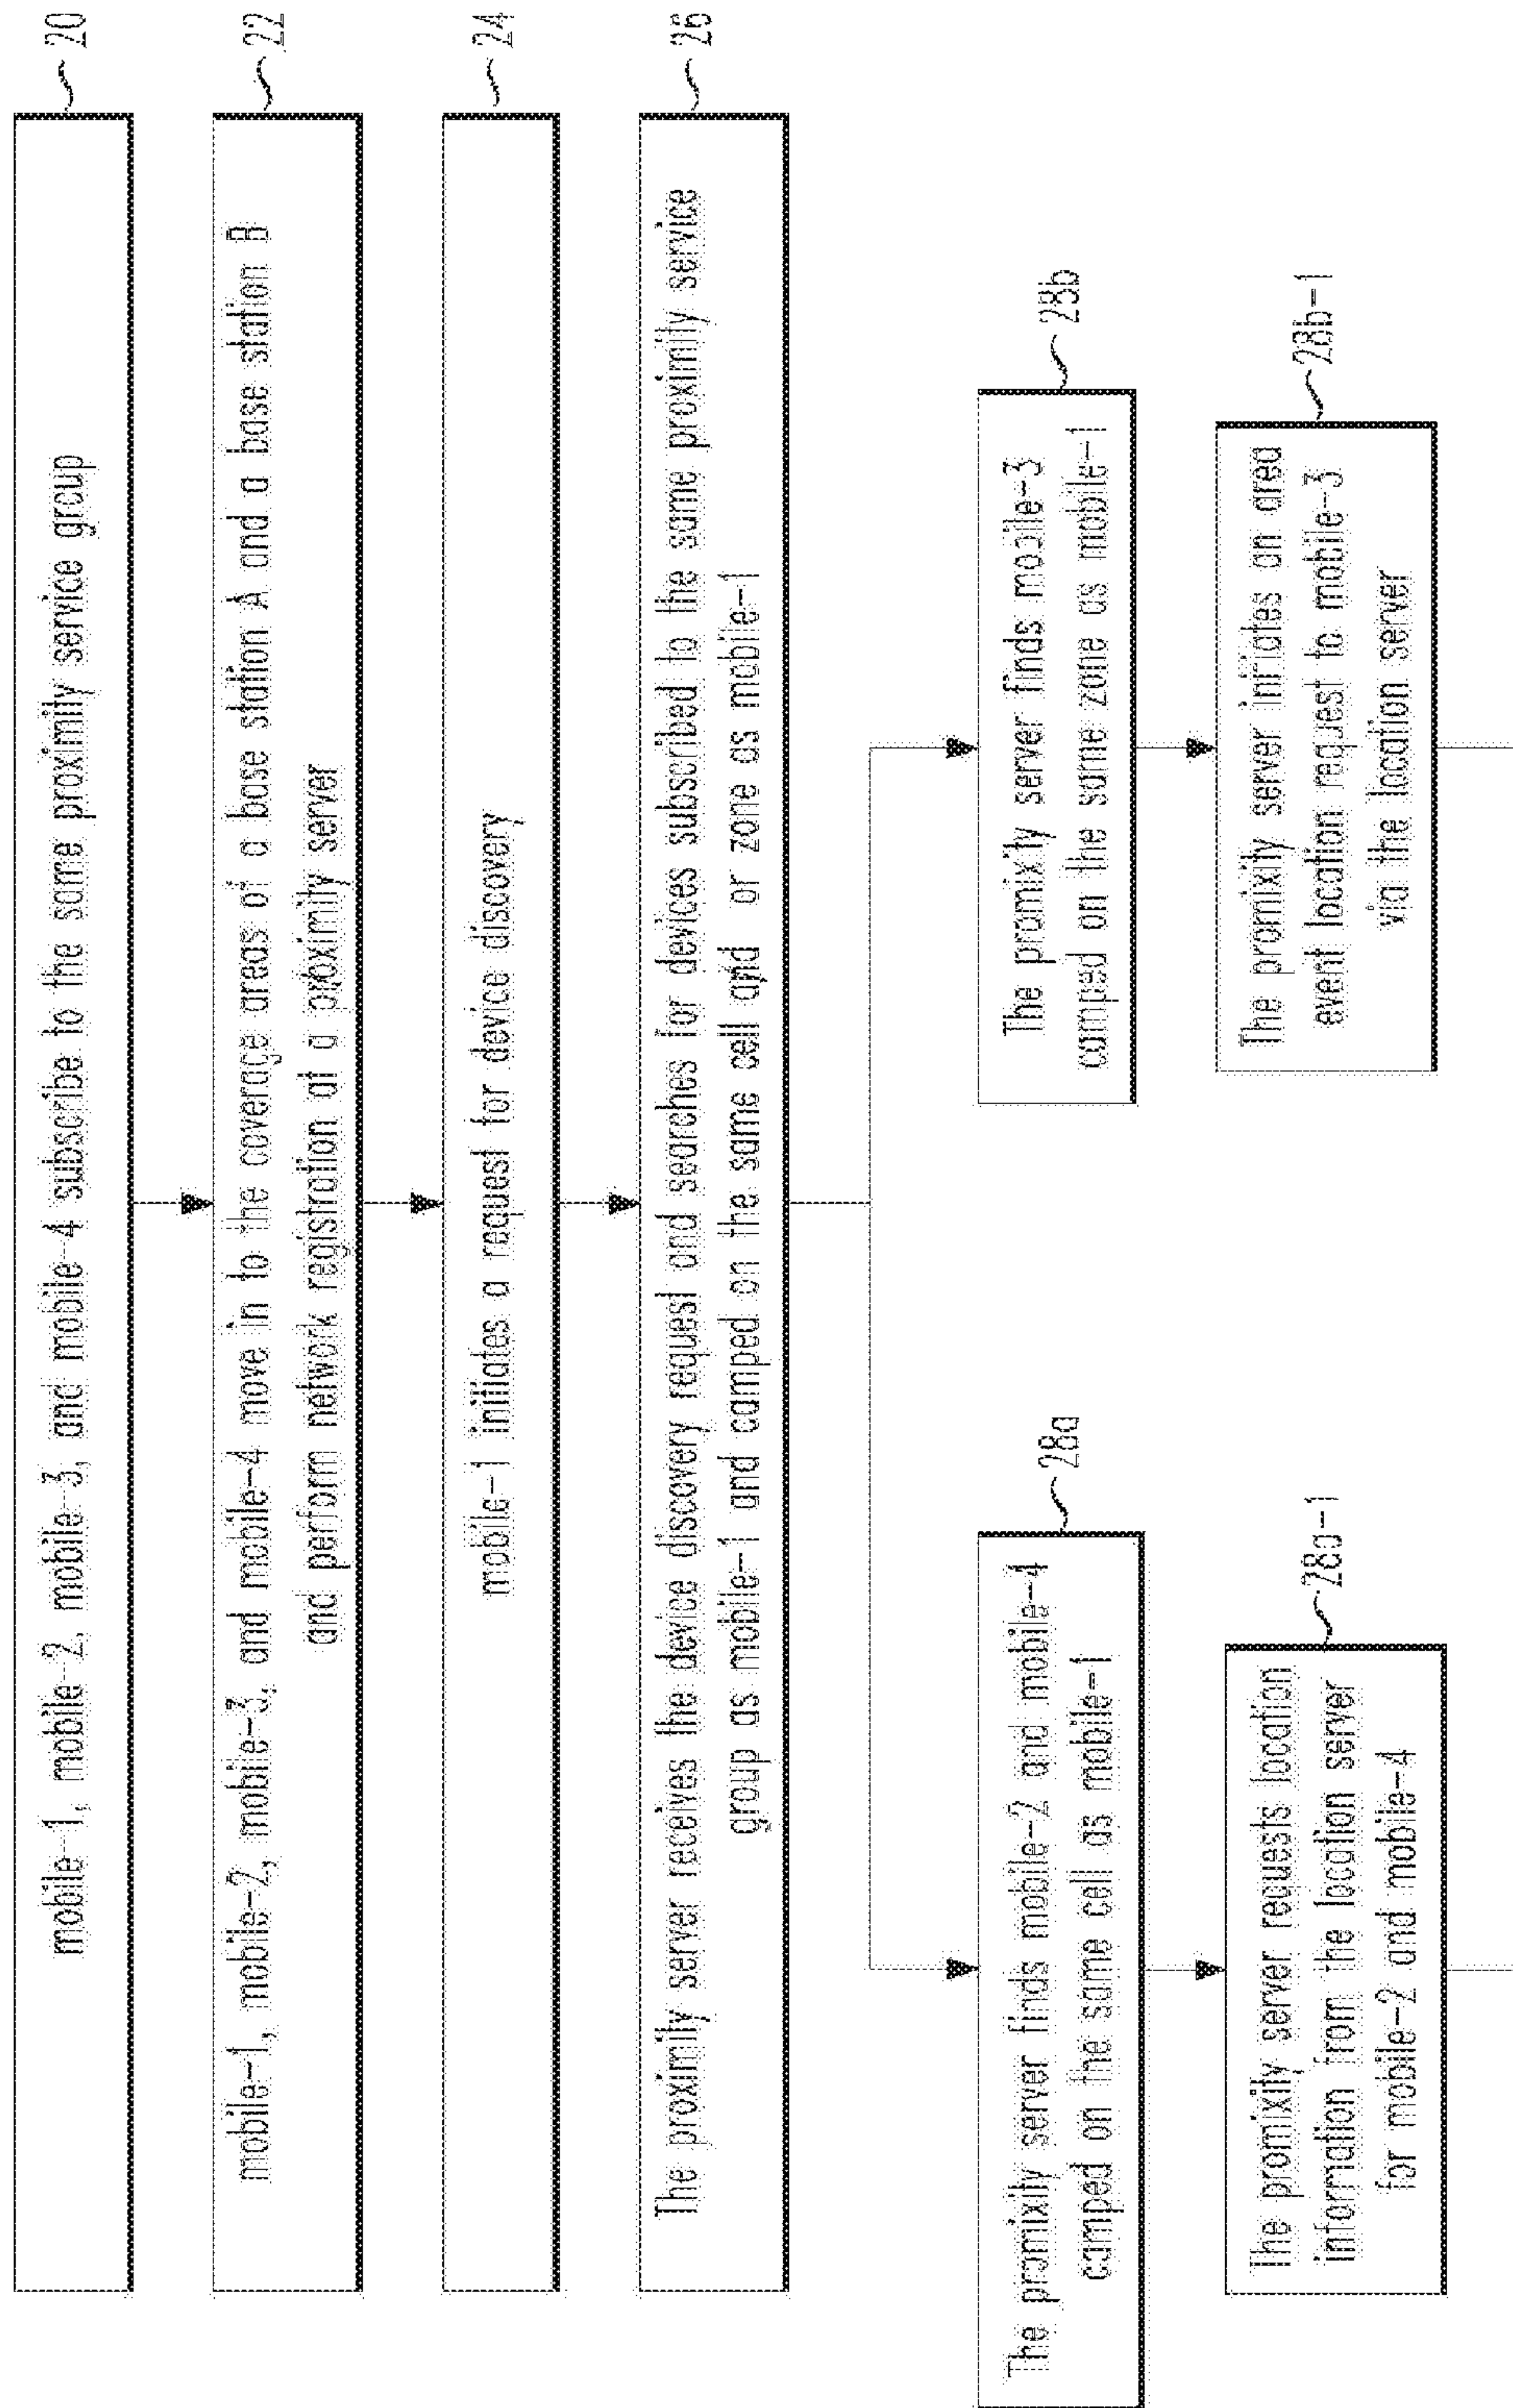 mobile-1, mobile-2, mobile-3, and mobile-4 subscribe to the same proximity service group
20
mobile-1, mobile-2, mobile-3, and mobile-4 move in to the coverage areas of a base station A and a base station B
and perform network registration at a proximity server
22
mobile-1 initiates a request for device discovery
24
The proximity server receives the device discovery request and searches for devices subscribed to the same proximity service
group as mobile-1 and camped on the same cell and or zone as mobile-1
26
The promixity server finds mobile-2 and mobile-4
camped on the same cell as mobile-1
28a
The promixity server requests location
information from the location server
for mobile-2 and mobile-4
28a-1
The promixity server finds mobile-3
camped on the same zone as mobile-1
28b
The promixity server initiates an area
event location request to mobile-3
via the location server
28b-1